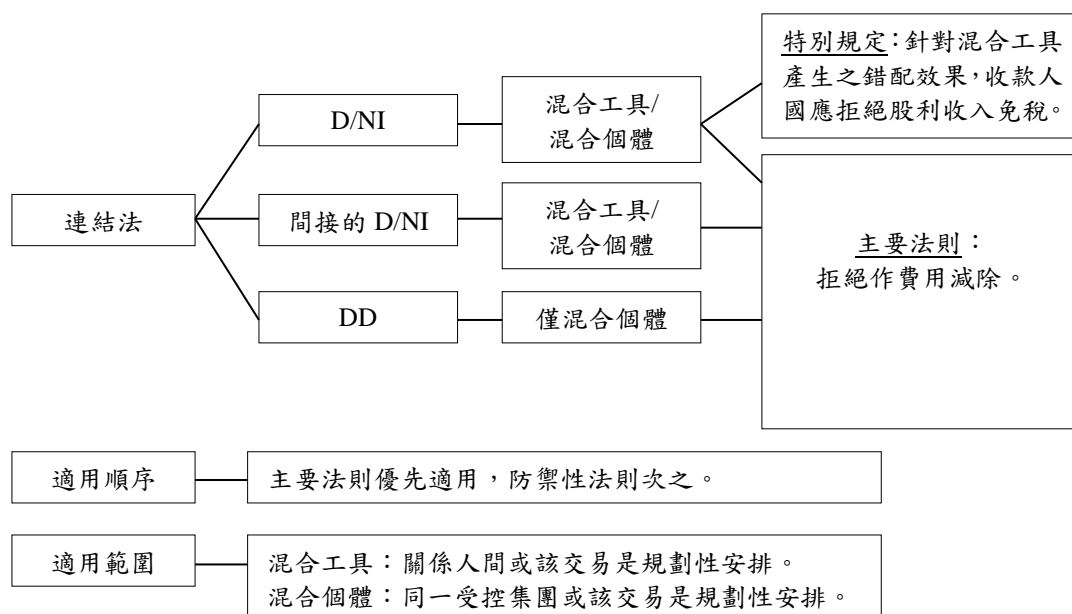 特別規定：針對混合工具
產生之錯配效果，收款人
國應拒絕股利收入免稅。
D/NI
混合工具/
混合個體
連結法
間接的 D/NI
混合工具/
混合個體
主要法則：
拒絕作費用減除。
DD
僅混合個體
適用順序
主要法則優先適用，防禦性法則次之。
適用範圍
混合工具：關係人間或該交易是規劃性安排。
混合個體：同一受控集團或該交易是規劃性安排。